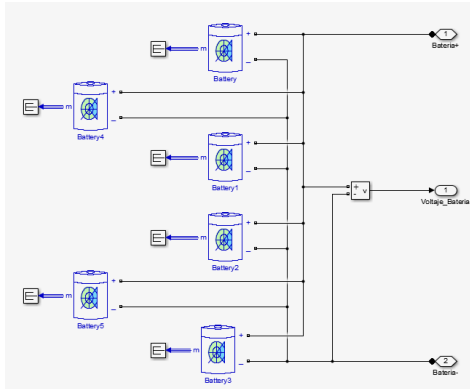 +
m
_
Battery
1
Bateria+
+
m
_
Battery4
+
m
_
Battery1
+
-
v
1
Voltaje_Bateria
+
m
_
Battery2
+
m
_
Battery5
+
m
_
Battery3
2
Bateria-